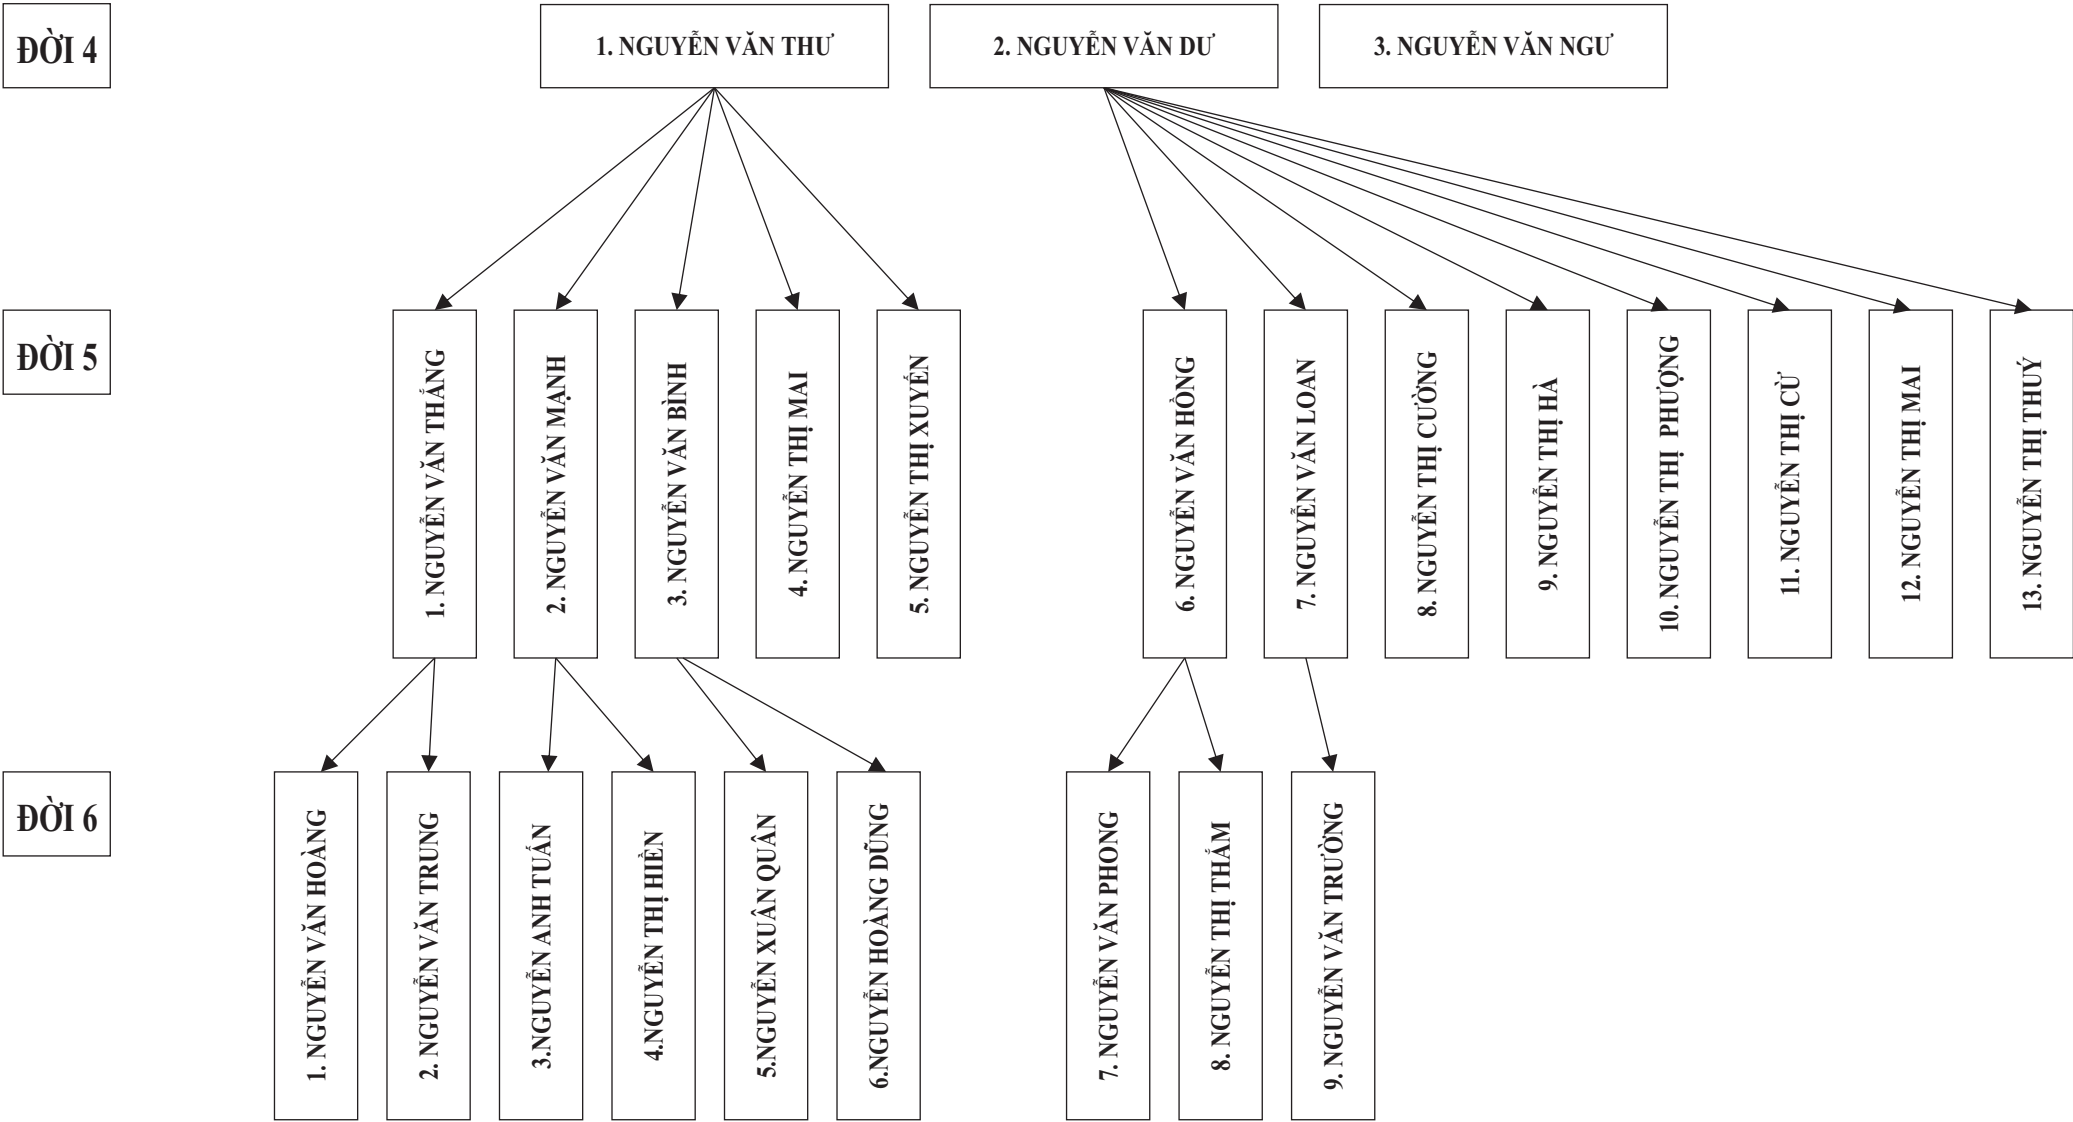 ĐỜI 4
1. NGUYỄN VĂN THƯ
2. NGUYỄN VĂN DƯ
3. NGUYỄN VĂN NGƯ
ĐỜI 5
1. NGUYỄN VĂN THẮNG
2. NGUYỄN VĂN MẠNH
3. NGUYỄN VĂN BÌNH
4. NGUYỄN THỊ MAI
5. NGUYỄN THỊ XUYẾN
6. NGUYỄN VĂN HỒNG
7. NGUYỄN VĂN LOAN
8. NGUYỄN THỊ CƯỜNG
9. NGUYỄN THỊ HÀ
10. NGUYỄN THỊ PHƯỢNG
11. NGUYỄN THỊ CỪ
12. NGUYỄN THỊ MAI
13. NGUYỄN THỊ THUÝ
ĐỜI 6
1. NGUYỄN VĂN HOÀNG
2. NGUYỄN VĂN TRUNG
3.NGUYỄN ANH TUẤN
4.NGUYỄN THỊ HIỀN
5.NGUYỄN XUÂN QUÂN
6.NGUYỄN HOÀNG DŨNG
7. NGUYỄN VĂN PHONG
8. NGUYỄN THỊ THẮM
9. NGUYỄN VĂN TRƯỜNG